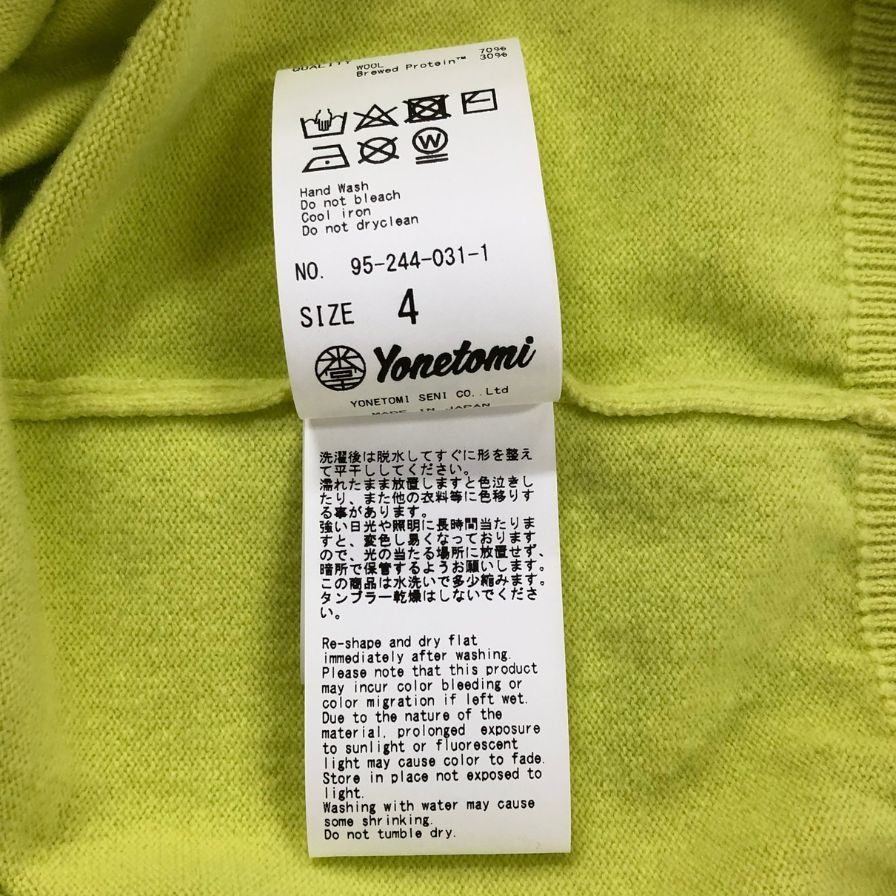 QUALITY WOOL 70%
Brewed Protein™ 30%
W
Hand Wash
Do not bleach
Cool iron
Do not dryclean
NO. 95-244-031-1
SIZE 4
Yonetomi
YONETOMI SENI CO.,Ltd
MADE IN JAPAN
洗濯後は脱水してすぐに形を整え
て平干ししてください。
濡れたまま放置しますと色泣きし
たり、また他の衣料等に色移りす
る事があります。
強い日光や照明に長時間当たりま
すと、変色し易くなっております
ので、光の当たる場所に放置せず、
暗所で保管するようお願いします。
この商品は水洗いで多少縮みます。
タンブラー乾燥はしないでくださ
い。
Re-shape and dry flat
immediately after washing.
Please note that this product
may incur color bleeding or
color migration if left wet.
Due to the nature of the
material, prolonged exposure
to sunlight or fluorescent
light may cause color to fade.
Store in place not exposed to
light.
Washing with water may cause
some shrinking.
Do not tumble dry.